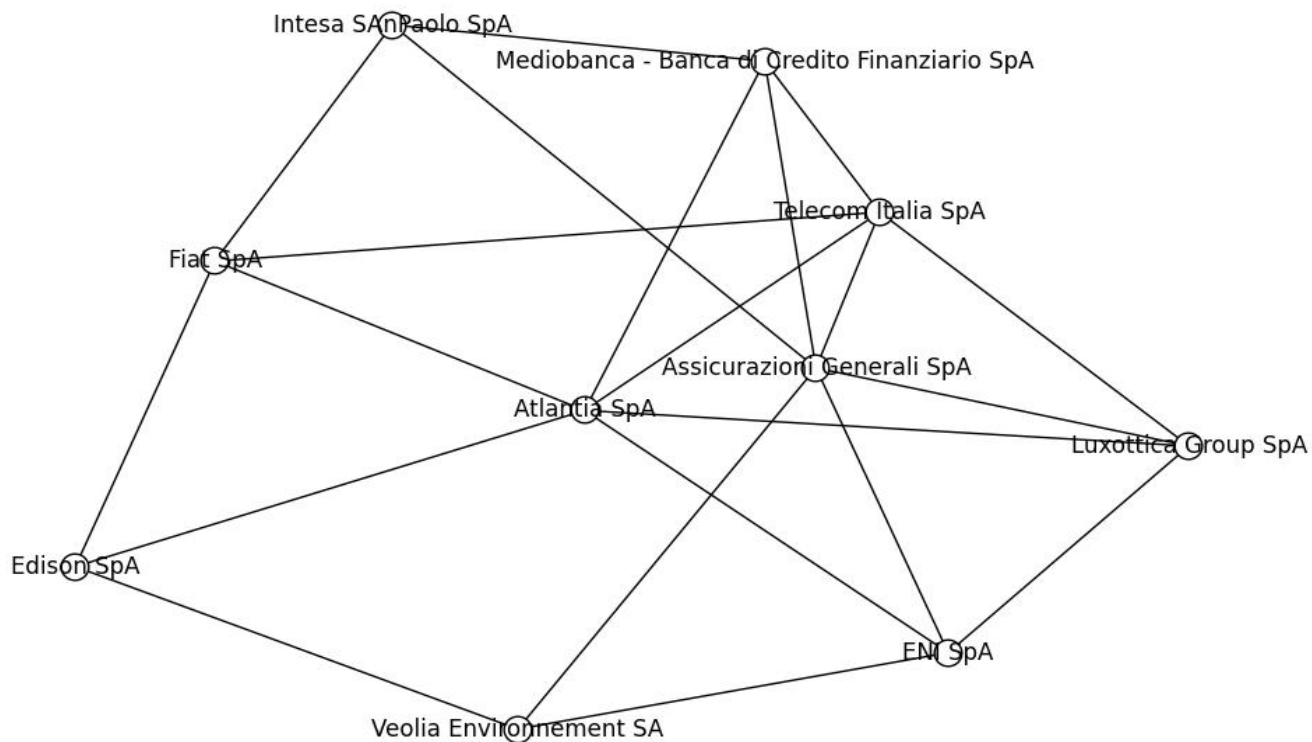 Intesa SAnPaolo SpA
Mediobanca - Banca di Credito Finanziario SpA
Telecom Italia SpA
Fiat SpA
Assicurazioni Generali SpA
Atlantia SpA
Luxottica Group SpA
Edison SpA
ENI SpA
Veolia Environnement SA